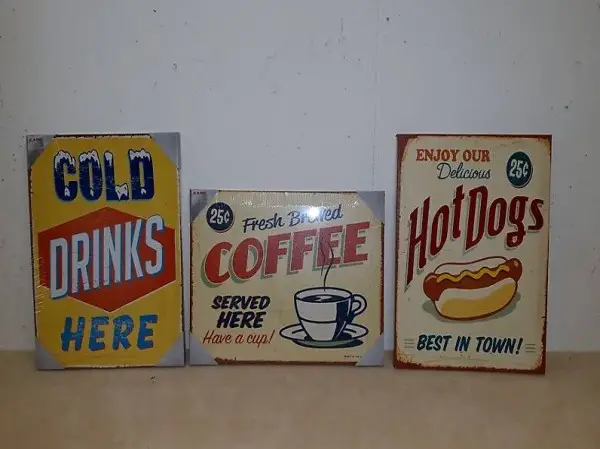 COLD
DRINKS
HERE
25¢
Fresh Brewed
COFFEE
SERVED
HERE
Have a cup!
ENJOY OUR
Delicious
25¢
Hot Dogs
BEST IN TOWN!